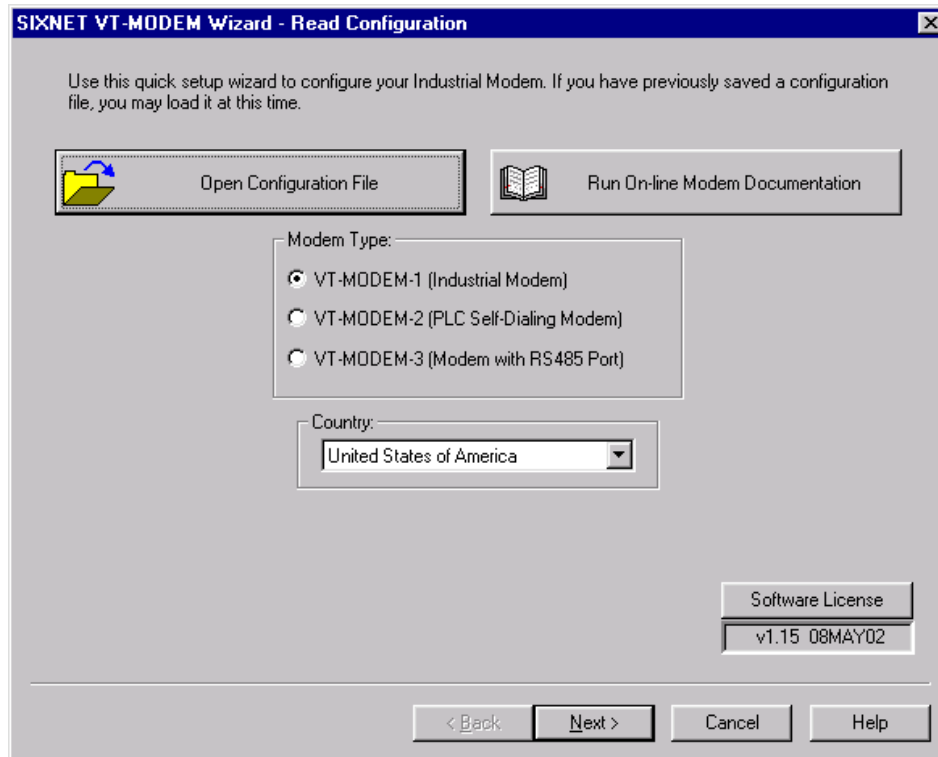 SIXNET VT-MODEM Wizard - Read Configuration
Use this quick setup wizard to configure your Industrial Modem. If you have previously saved a configuration
file, you may load it at this time.
Open Configuration File
Run On-line Modem Documentation
Modem Type:
VT-MODEM-1 (Industrial Modem)
VT-MODEM-2 (PLC Self-Dialing Modem)
VT-MODEM-3 (Modem with RS485 Port)
Country:
United States of America
Software License
v1.15 08MAY02
< Back
Next >
Cancel
Help